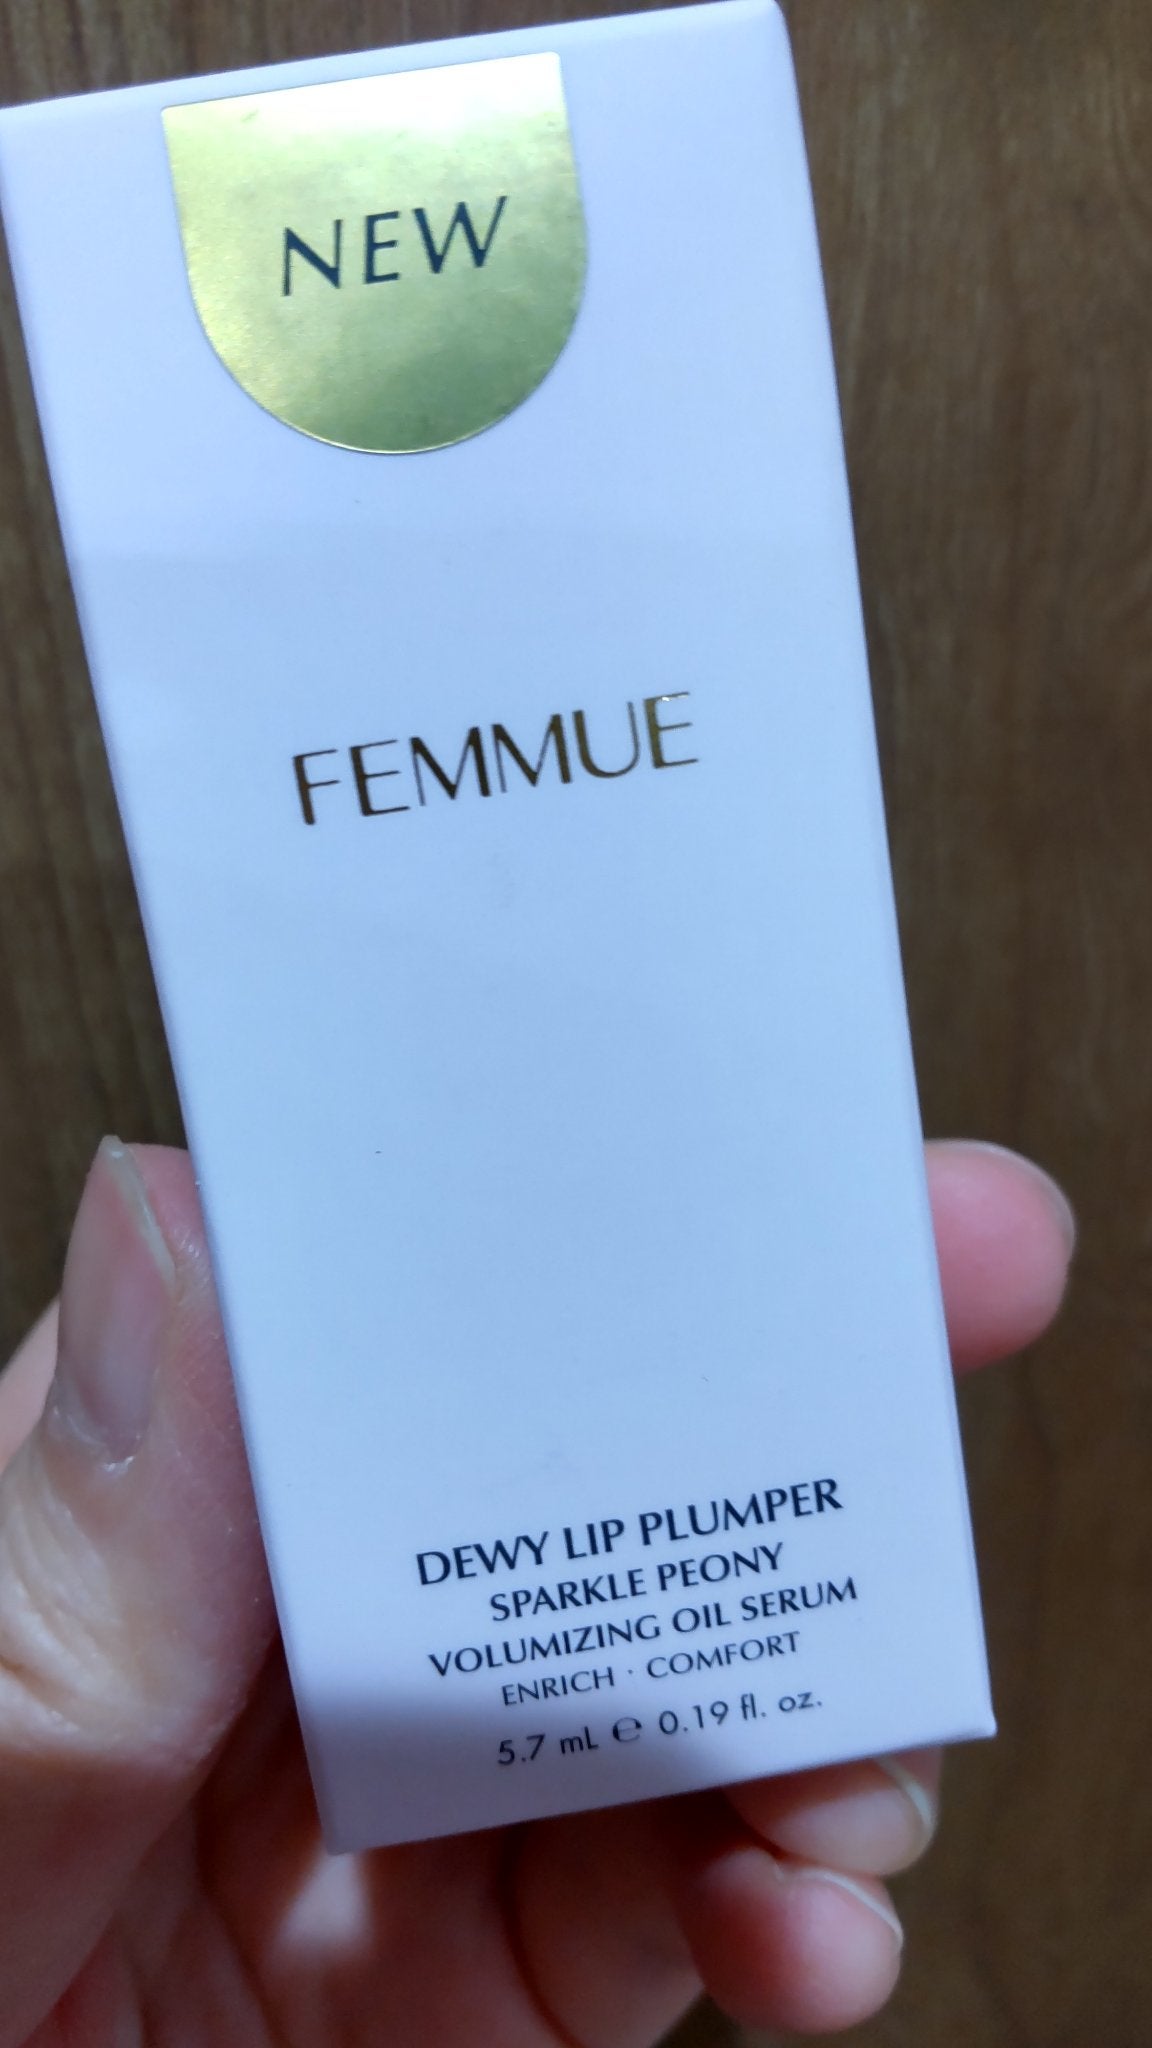 NEW
FEMMUE
DEWY LIP PLUMPER
SPARKLE PEONY
VOLUMIZING OIL SERUM
ENRICH · COMFORT
5.7 mL ℮ 0.19 fl. oz.